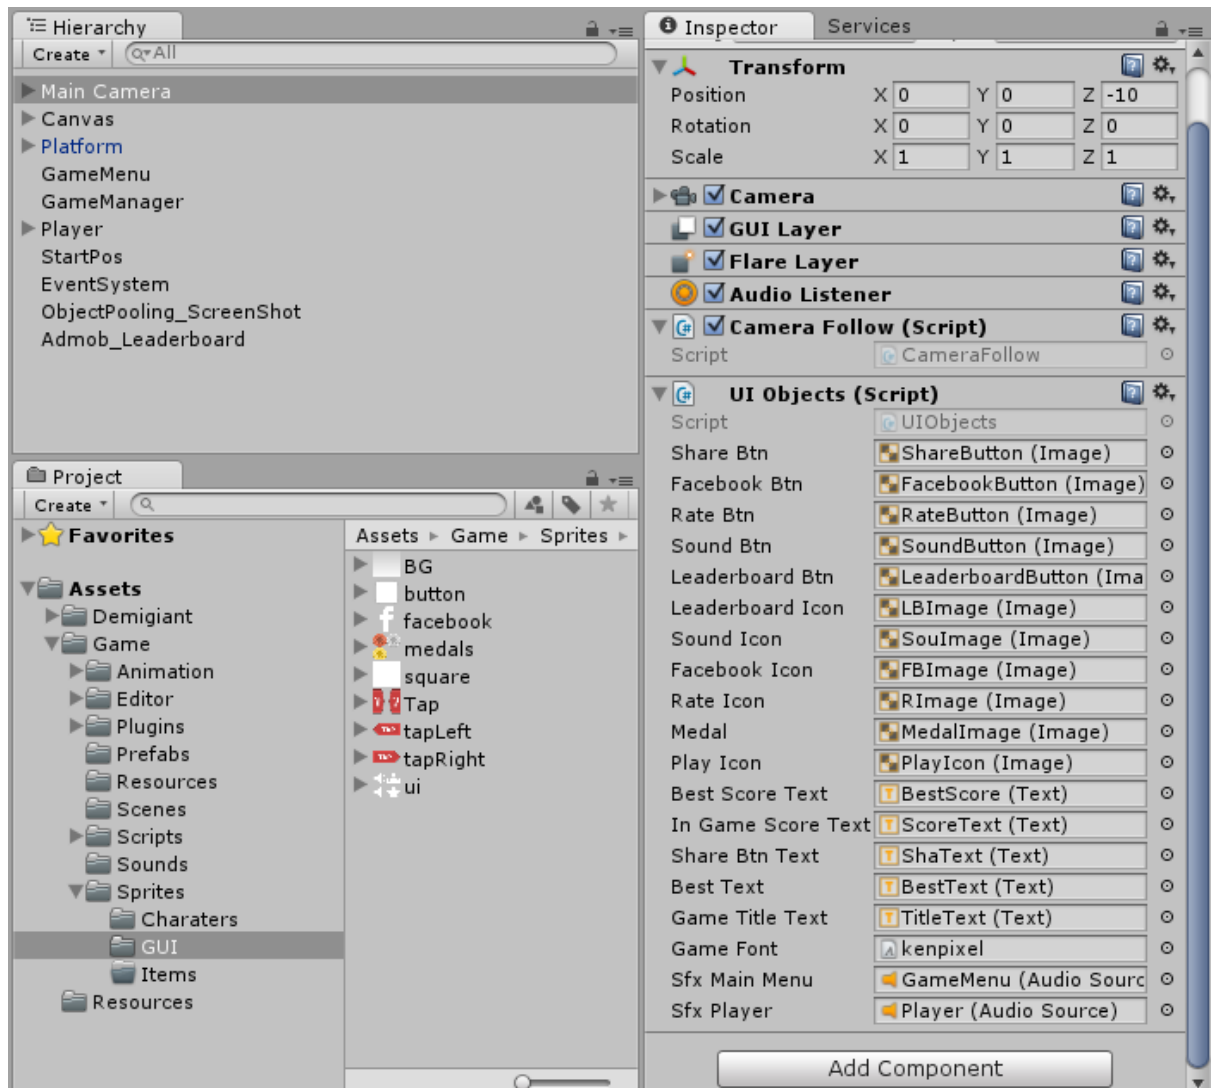 Hierarchy
Create
All
Main Camera
Canvas
Platform
GameMenu
GameManager
Player
StartPos
EventSystem
ObjectPooling_ScreenShot
Admob_Leaderboard
Project
Create
Favorites
Assets
Demigiant
Game
Animation
Editor
Plugins
Prefabs
Resources
Scenes
Scripts
Sounds
Sprites
Charaters
GUI
Items
Resources
Assets Game Sprites
BG
button
facebook
medals
square
Tap
tapLeft
tapRight
ui
Inspector Services
Transform
Position X 0 Y 0 Z -10
Rotation X 0 Y 0 Z 0
Scale X 1 Y 1 Z 1
Camera
GUI Layer
Flare Layer
Audio Listener
Camera Follow (Script)
Script CameraFollow
UI Objects (Script)
Script UIObjects
Share Btn ShareButton (Image)
Facebook Btn FacebookButton (Image)
Rate Btn RateButton (Image)
Sound Btn SoundButton (Image)
Leaderboard Btn LeaderboardButton (Ima
Leaderboard Icon LBImage (Image)
Sound Icon SouImage (Image)
Facebook Icon FBImage (Image)
Rate Icon RImage (Image)
Medal MedalImage (Image)
Play Icon PlayIcon (Image)
Best Score Text BestScore (Text)
In Game Score Text ScoreText (Text)
Share Btn Text ShaText (Text)
Best Text BestText (Text)
Game Title Text TitleText (Text)
Game Font kenpixel
Sfx Main Menu GameMenu (Audio Sourc
Sfx Player Player (Audio Source)
Add Component